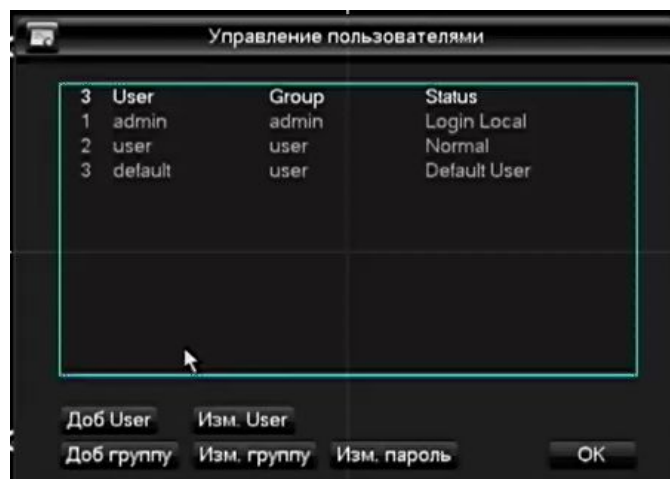 Управление пользователями
3 User Group Status
1 admin admin Login Local
2 user user Normal
3 default user Default User
Доб User Изм. User
Доб группу Изм. группу Изм. пароль OK